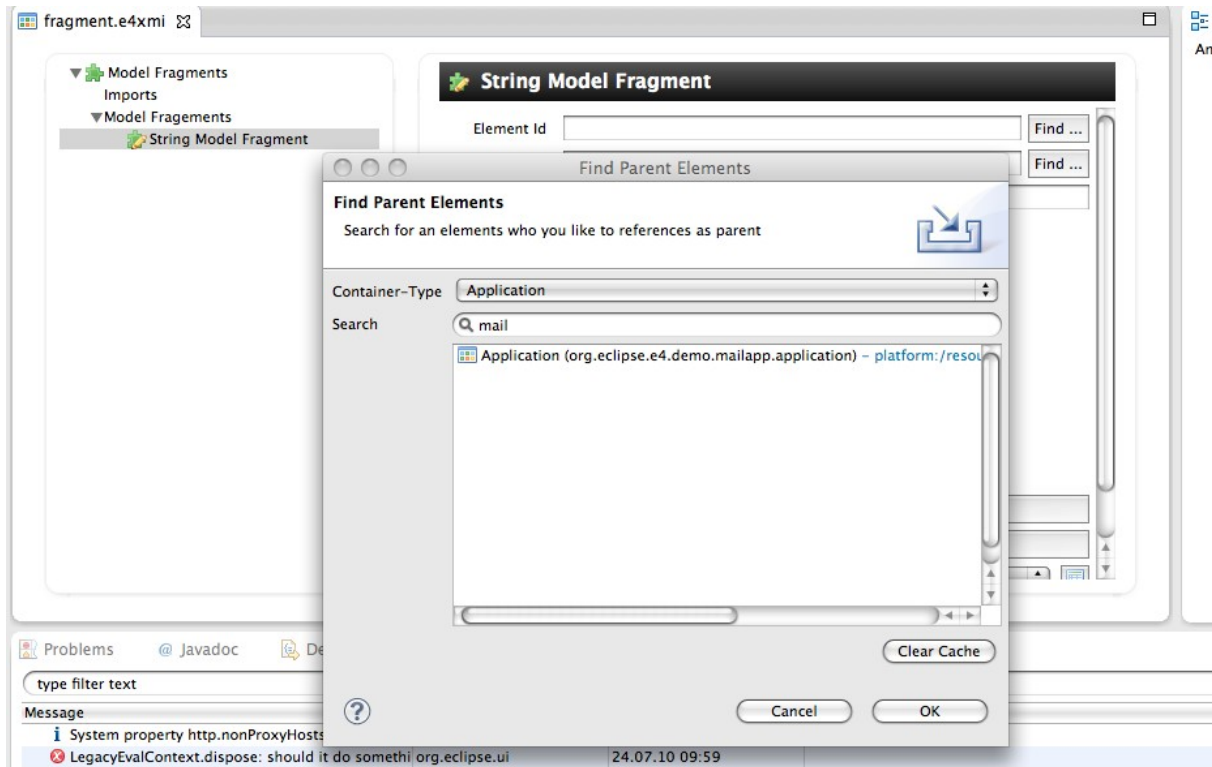 fragment.e4xmi
An
Model Fragments
Imports
Model Fragements
String Model Fragment
String Model Fragment
Element Id
Find ...
Find ...
Find Parent Elements
Find Parent Elements
Search for an elements who you like to references as parent
Container-Type Application
Search mail
Application (org.eclipse.e4.demo.mailapp.application) – platform:/resou
Clear Cache
? Cancel OK
Problems @ Javadoc De
type filter text
Message
i System property http.nonProxyHosts
LegacyEvalContext.dispose: should it do somethi org.eclipse.ui 24.07.10 09:59